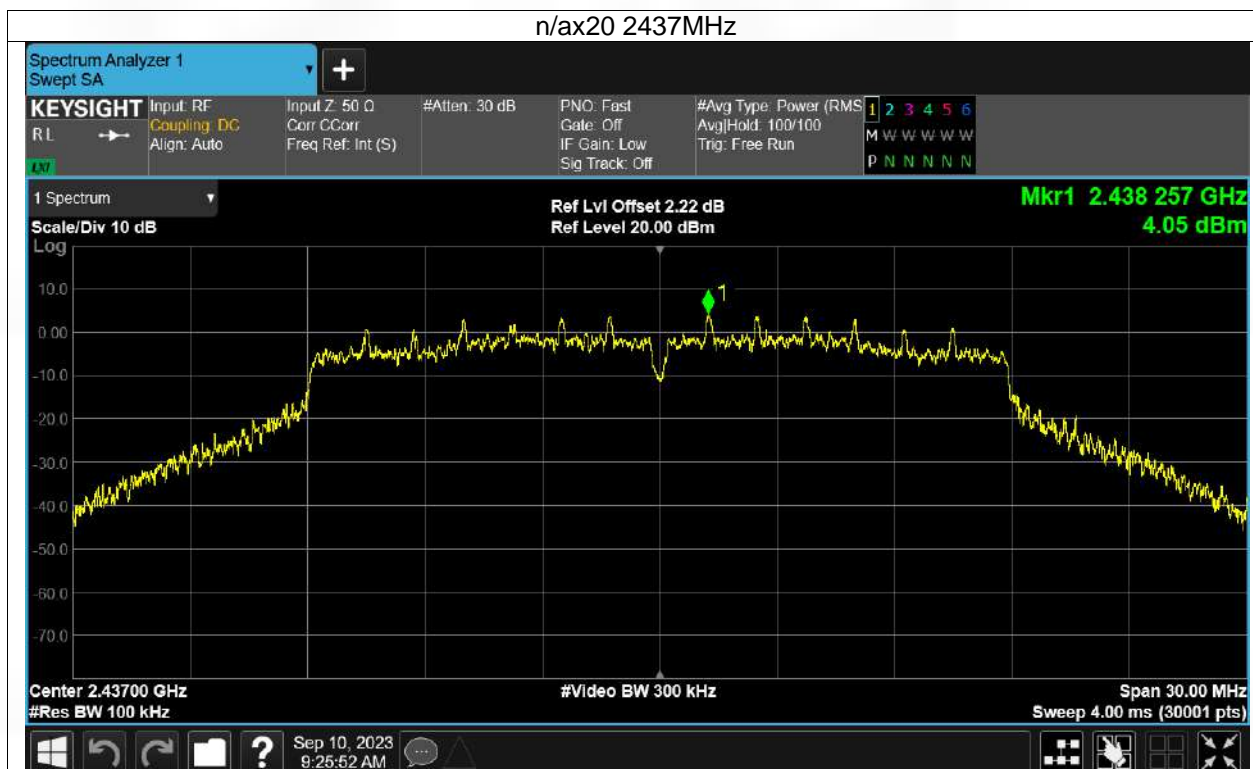 n/ax20 2437MHz
Spectrum Analyzer 1
Swept SA
KEYSIGHT
RL
LXI
Input: RF
Coupling: DC
Align: Auto
Input Z: 50 Ω
Corr CCorr
Freq Ref: Int (S)
#Atten: 30 dB
PNO: Fast
Gate: Off
IF Gain: Low
Sig Track: Off
#Avg Type: Power (RMS
Avg|Hold: 100/100
Trig: Free Run
1 2 3 4 5 6
M W W W W W
P N N N N N
1 Spectrum
Scale/Div 10 dB
Ref Lvl Offset 2.22 dB
Ref Level 20.00 dBm
Mkr1 2.438 257 GHz
4.05 dBm
Log
10.0
0.00
-10.0
-20.0
-30.0
-40.0
-50.0
-60.0
-70.0
1
Center 2.43700 GHz
#Res BW 100 kHz
#Video BW 300 kHz
Span 30.00 MHz
Sweep 4.00 ms (30001 pts)
?
Sep 10, 2023
9:25:52 AM